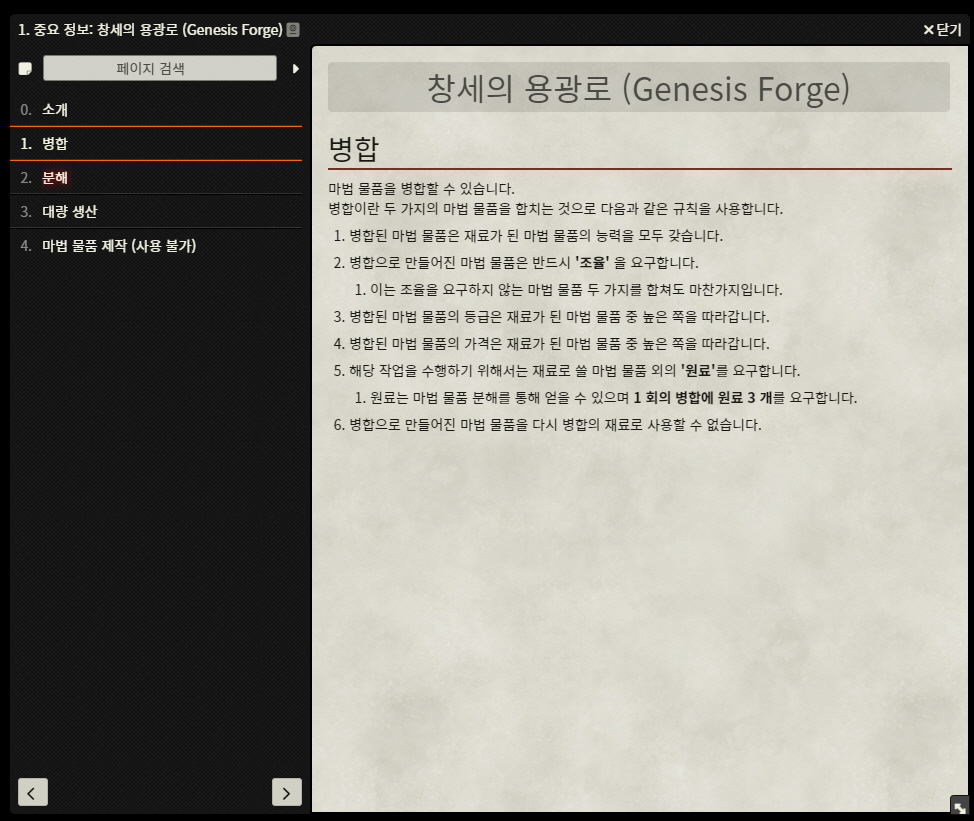 1. 중요 정보: 창세의 용광로 (Genesis Forge)
닫기
페이지 검색
0. 소개
1. 병합
2. 분해
3. 대량 생산
4. 마법 물품 제작 (사용 불가)
창세의 용광로 (Genesis Forge)
병합
마법 물품을 병합할 수 있습니다.
병합이란 두 가지의 마법 물품을 합치는 것으로 다음과 같은 규칙을 사용합니다.
1. 병합된 마법 물품은 재료가 된 마법 물품의 능력을 모두 갖습니다.
2. 병합으로 만들어진 마법 물품은 반드시 '조율' 을 요구합니다.
1. 이는 조율을 요구하지 않는 마법 물품 두 가지를 합쳐도 마찬가지입니다.
3. 병합된 마법 물품의 등급은 재료가 된 마법 물품 중 높은 쪽을 따라갑니다.
4. 병합된 마법 물품의 가격은 재료가 된 마법 물품 중 높은 쪽을 따라갑니다.
5. 해당 작업을 수행하기 위해서는 재료로 쓸 마법 물품 외의 '원료'를 요구합니다.
1. 원료는 마법 물품 분해를 통해 얻을 수 있으며 1 회의 병합에 원료 3 개를 요구합니다.
6. 병합으로 만들어진 마법 물품을 다시 병합의 재료로 사용할 수 없습니다.